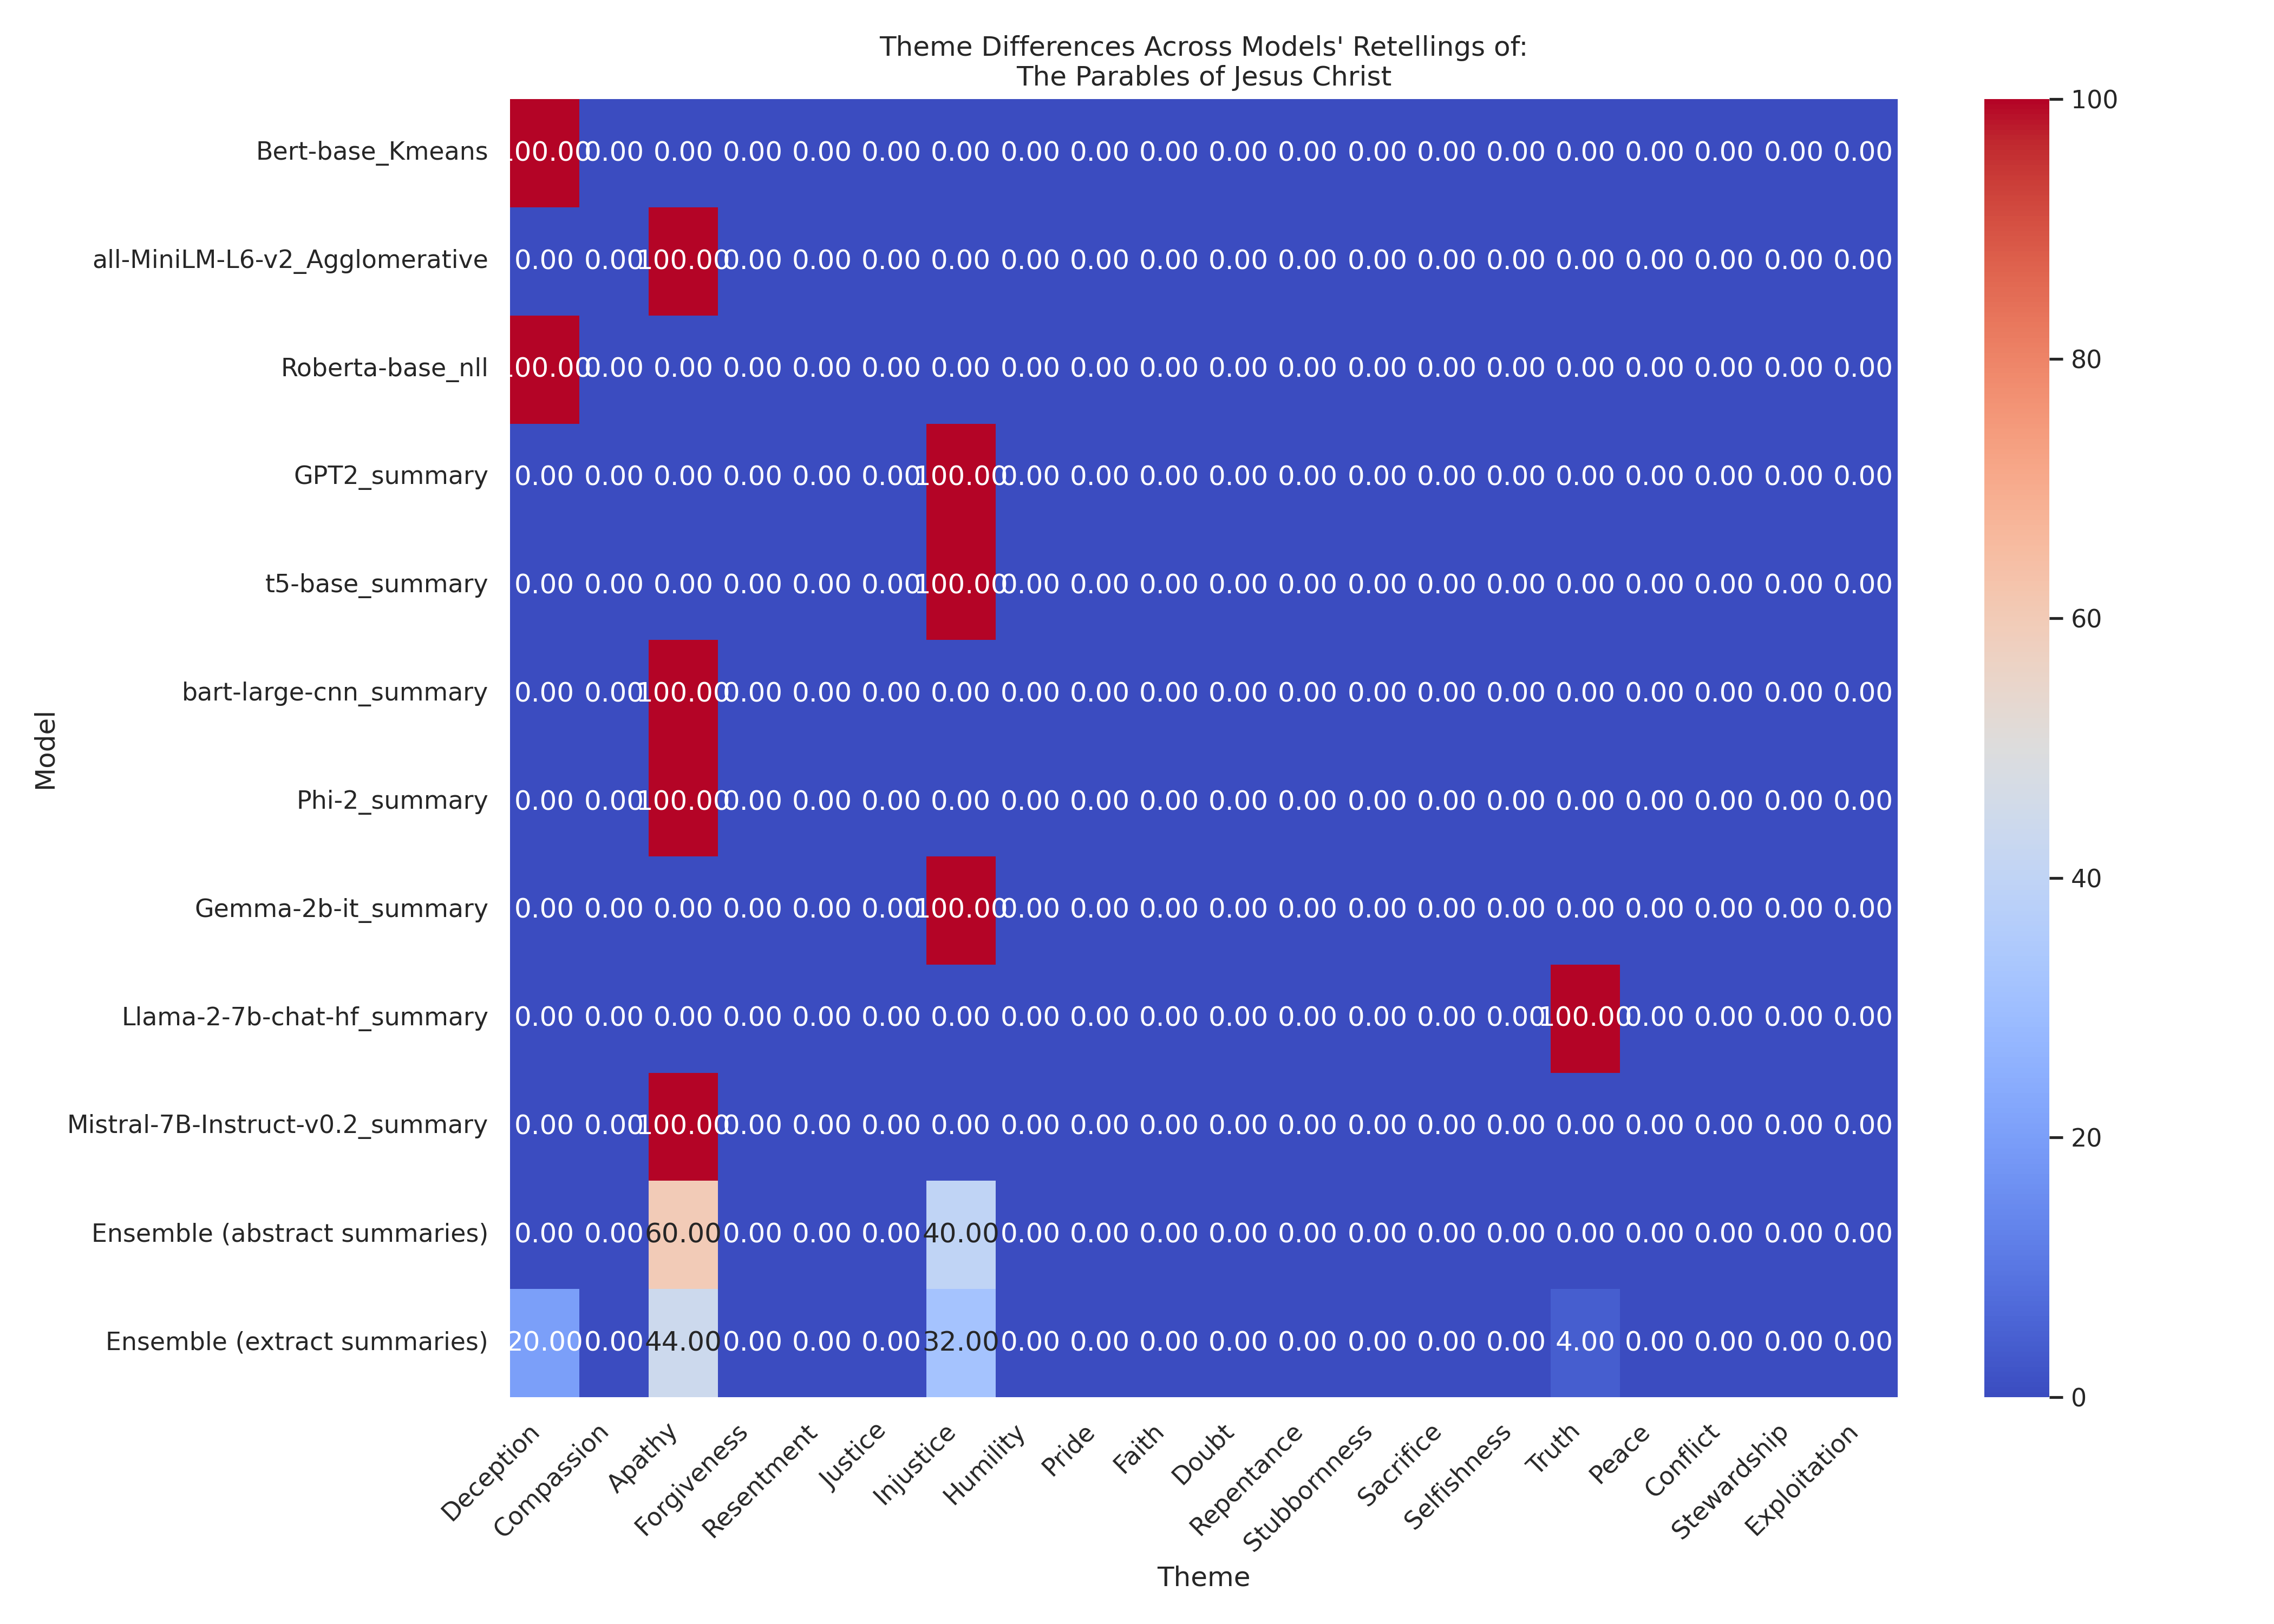 Theme Differences Across Models' Retellings of:
The Parables of Jesus Christ
Model
Bert-base_Kmeans 100.00 0.00 0.00 0.00 0.00 0.00 0.00 0.00 0.00 0.00 0.00 0.00 0.00 0.00 0.00 0.00 0.00 0.00 0.00 0.00
all-MiniLM-L6-v2_Agglomerative 0.00 0.00 100.00 0.00 0.00 0.00 0.00 0.00 0.00 0.00 0.00 0.00 0.00 0.00 0.00 0.00 0.00 0.00 0.00 0.00
Roberta-base_nll 100.00 0.00 0.00 0.00 0.00 0.00 0.00 0.00 0.00 0.00 0.00 0.00 0.00 0.00 0.00 0.00 0.00 0.00 0.00 0.00
GPT2_summary 0.00 0.00 0.00 0.00 0.00 0.00 100.00 0.00 0.00 0.00 0.00 0.00 0.00 0.00 0.00 0.00 0.00 0.00 0.00 0.00
t5-base_summary 0.00 0.00 0.00 0.00 0.00 0.00 100.00 0.00 0.00 0.00 0.00 0.00 0.00 0.00 0.00 0.00 0.00 0.00 0.00 0.00
bart-large-cnn_summary 0.00 0.00 100.00 0.00 0.00 0.00 0.00 0.00 0.00 0.00 0.00 0.00 0.00 0.00 0.00 0.00 0.00 0.00 0.00 0.00
Phi-2_summary 0.00 0.00 100.00 0.00 0.00 0.00 0.00 0.00 0.00 0.00 0.00 0.00 0.00 0.00 0.00 0.00 0.00 0.00 0.00 0.00
Gemma-2b-it_summary 0.00 0.00 0.00 0.00 0.00 0.00 100.00 0.00 0.00 0.00 0.00 0.00 0.00 0.00 0.00 0.00 0.00 0.00 0.00 0.00
Llama-2-7b-chat-hf_summary 0.00 0.00 0.00 0.00 0.00 0.00 0.00 0.00 0.00 0.00 0.00 0.00 0.00 0.00 0.00 100.00 0.00 0.00 0.00 0.00
Mistral-7B-Instruct-v0.2_summary 0.00 0.00 100.00 0.00 0.00 0.00 0.00 0.00 0.00 0.00 0.00 0.00 0.00 0.00 0.00 0.00 0.00 0.00 0.00 0.00
Ensemble (abstract summaries) 0.00 0.00 60.00 0.00 0.00 0.00 40.00 0.00 0.00 0.00 0.00 0.00 0.00 0.00 0.00 0.00 0.00 0.00 0.00 0.00
Ensemble (extract summaries) 20.00 0.00 44.00 0.00 0.00 0.00 32.00 0.00 0.00 0.00 0.00 0.00 0.00 0.00 0.00 4.00 0.00 0.00 0.00 0.00
Deception Compassion Apathy Forgiveness Resentment Justice Injustice Humility Pride Faith Doubt Repentance Stubbornness Sacrifice Selfishness Truth Peace Conflict Stewardship Exploitation
Theme
100
80
60
40
20
0